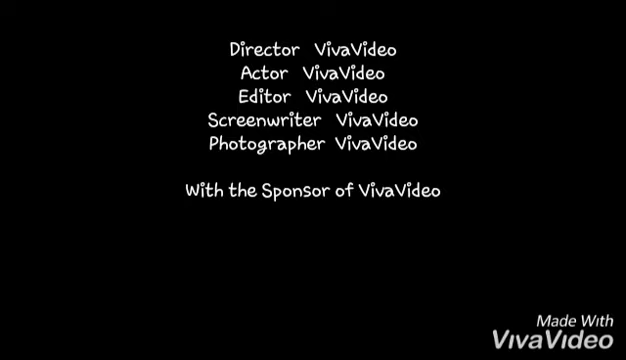 Director VivaVideo
Actor VivaVideo
Editor VivaVideo
Screenwriter VivaVideo
Photographer VivaVideo
With the Sponsor of VivaVideo
Made With
VivaVideo